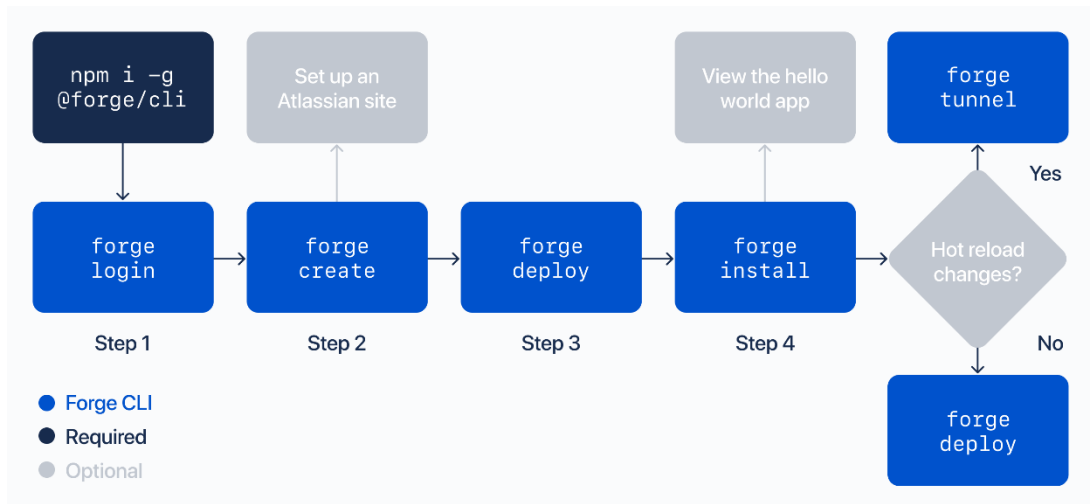 npm i -g
@forge/cli
Set up an
Atlassian site
View the hello
world app
forge
tunnel
Yes
forge
login
forge
create
forge
deploy
forge
install
Hot reload
changes?
Step 1
Step 2
Step 3
Step 4
No
Forge CLI
Required
Optional
forge
deploy